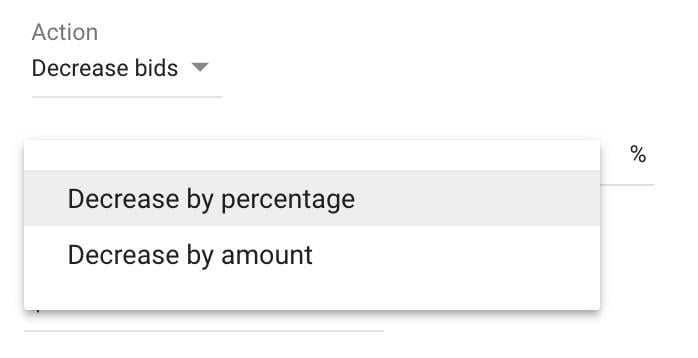 Action
Decrease bids
%
Decrease by percentage
Decrease by amount